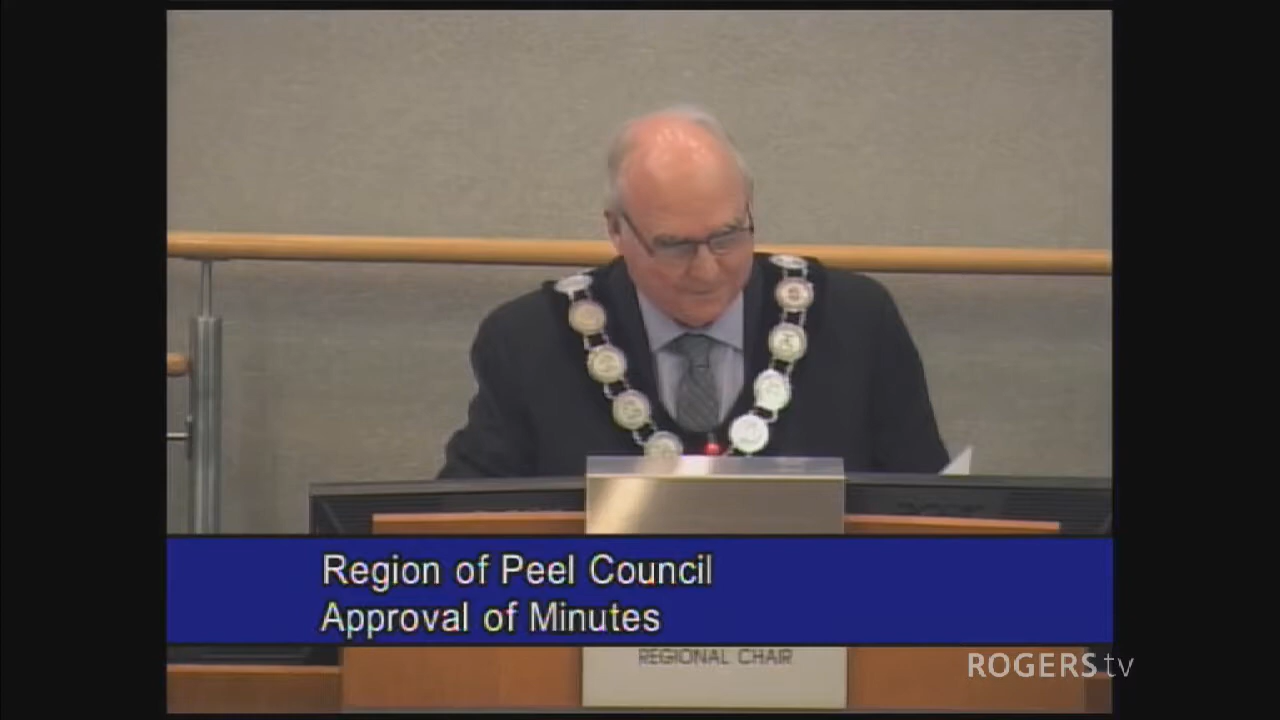 Region of Peel Council
Approval of Minutes
REGIONAL CHAIR
ROGERS tv